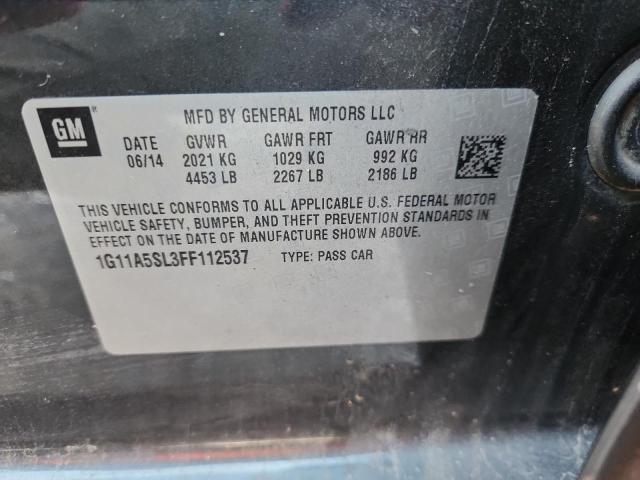 GM
MFD BY GENERAL MOTORS LLC
DATE GVWR GAWR FRT GAWR RR
06/14 2021 KG 1029 KG 992 KG
4453 LB 2267 LB 2186 LB
THIS VEHICLE CONFORMS TO ALL APPLICABLE U.S. FEDERAL MOTOR
VEHICLE SAFETY, BUMPER, AND THEFT PREVENTION STANDARDS IN
EFFECT ON THE DATE OF MANUFACTURE SHOWN ABOVE.
1G11A5SL3FF112537 TYPE: PASS CAR